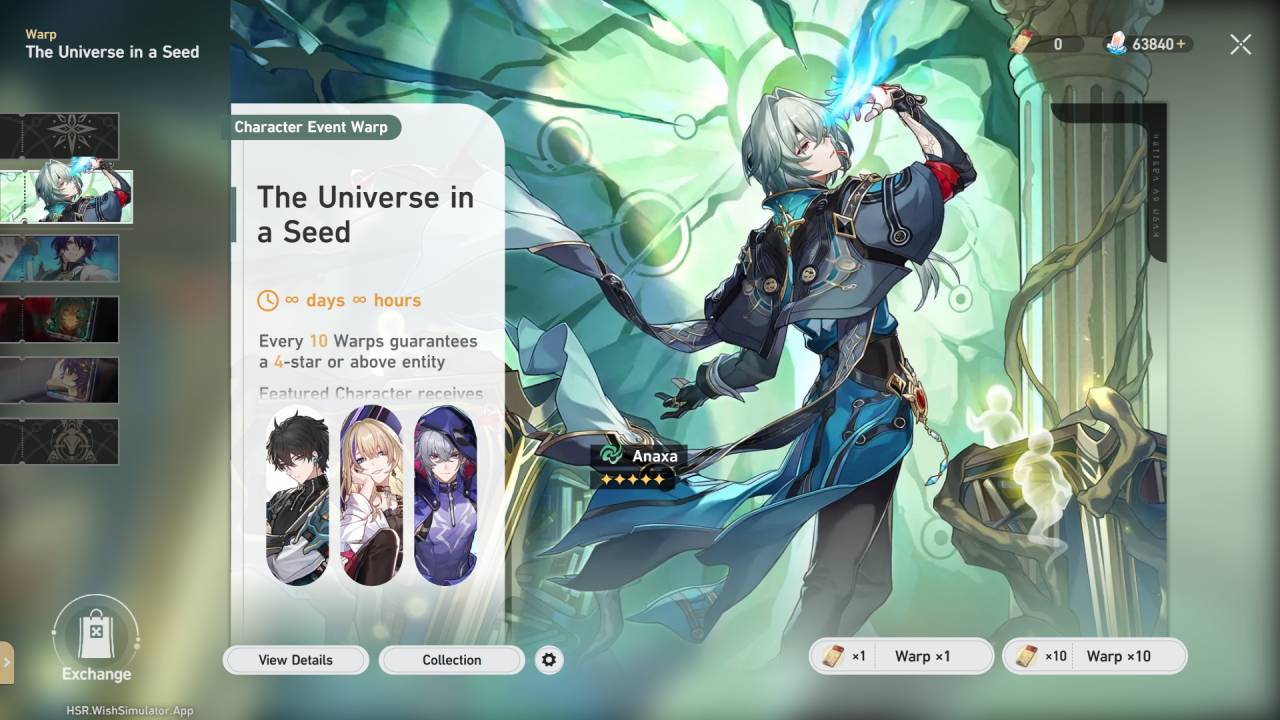 Warp
The Universe in a Seed
0
63840 +
Character Event Warp
The Universe in
a Seed
∞ days ∞ hours
Every 10 Warps guarantees
a 4-star or above entity
Featured Character receives
Anaxa
Exchange
View Details
Collection
×1
Warp ×1
×10
Warp ×10
HSR.WishSimulator.App